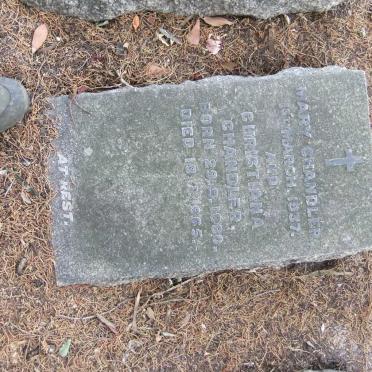 MARY CHANDLER.
MARCH 1937.
AND
CHRISTINA
CHANDLER
BORN
DIED
AT REST.